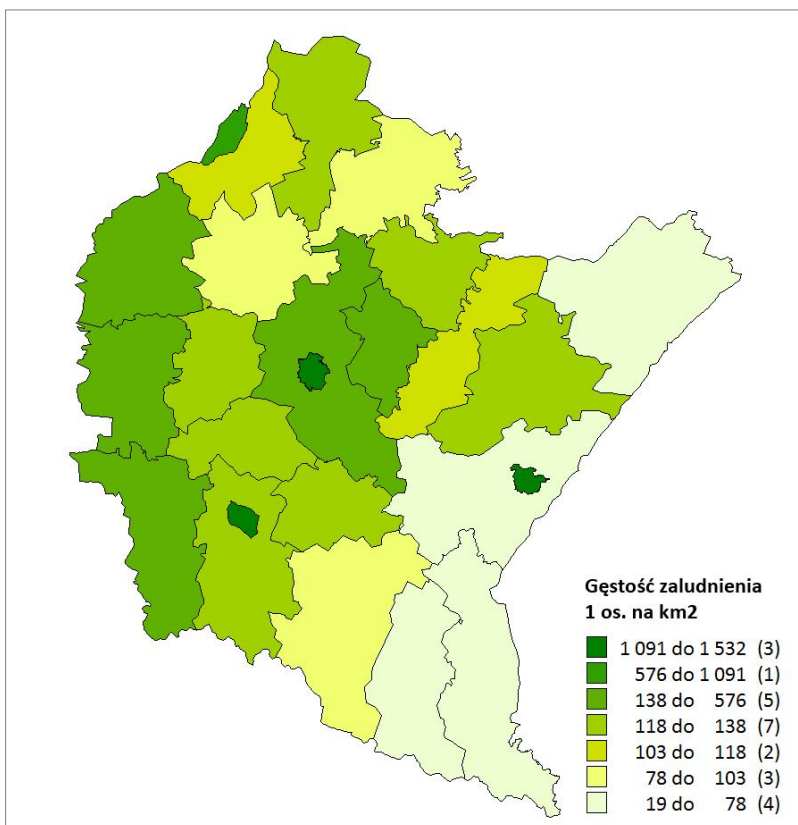 Gęstość zaludnienia
1 os. na km2
1 091 do 1 532 (3)
576 do 1 091 (1)
138 do 576 (5)
118 do 138 (7)
103 do 118 (2)
78 do 103 (3)
19 do 78 (4)